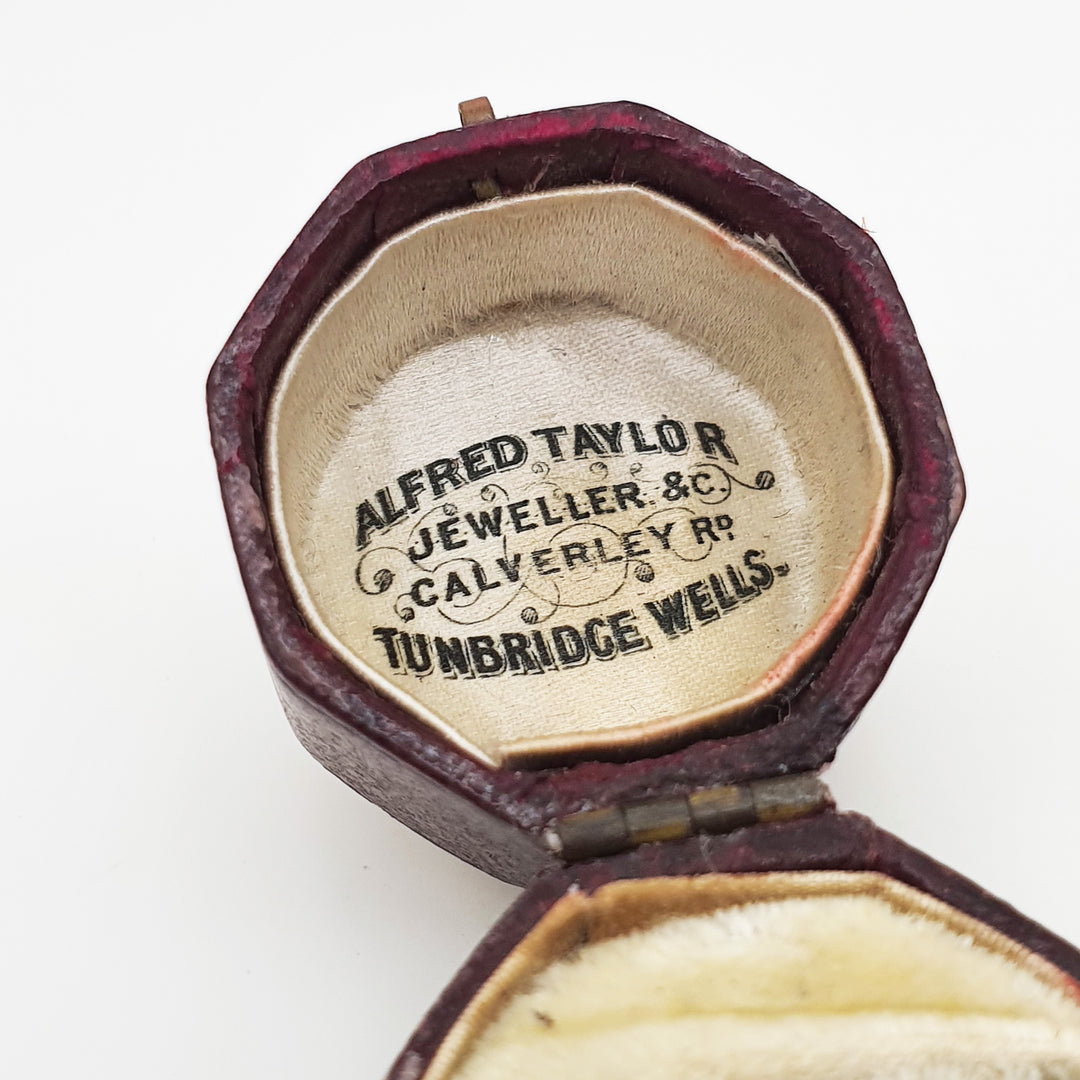 ALFRED TAYLOR
JEWELLER. &C.
CALVERLEY RD.
TUNBRIDGE WELLS.